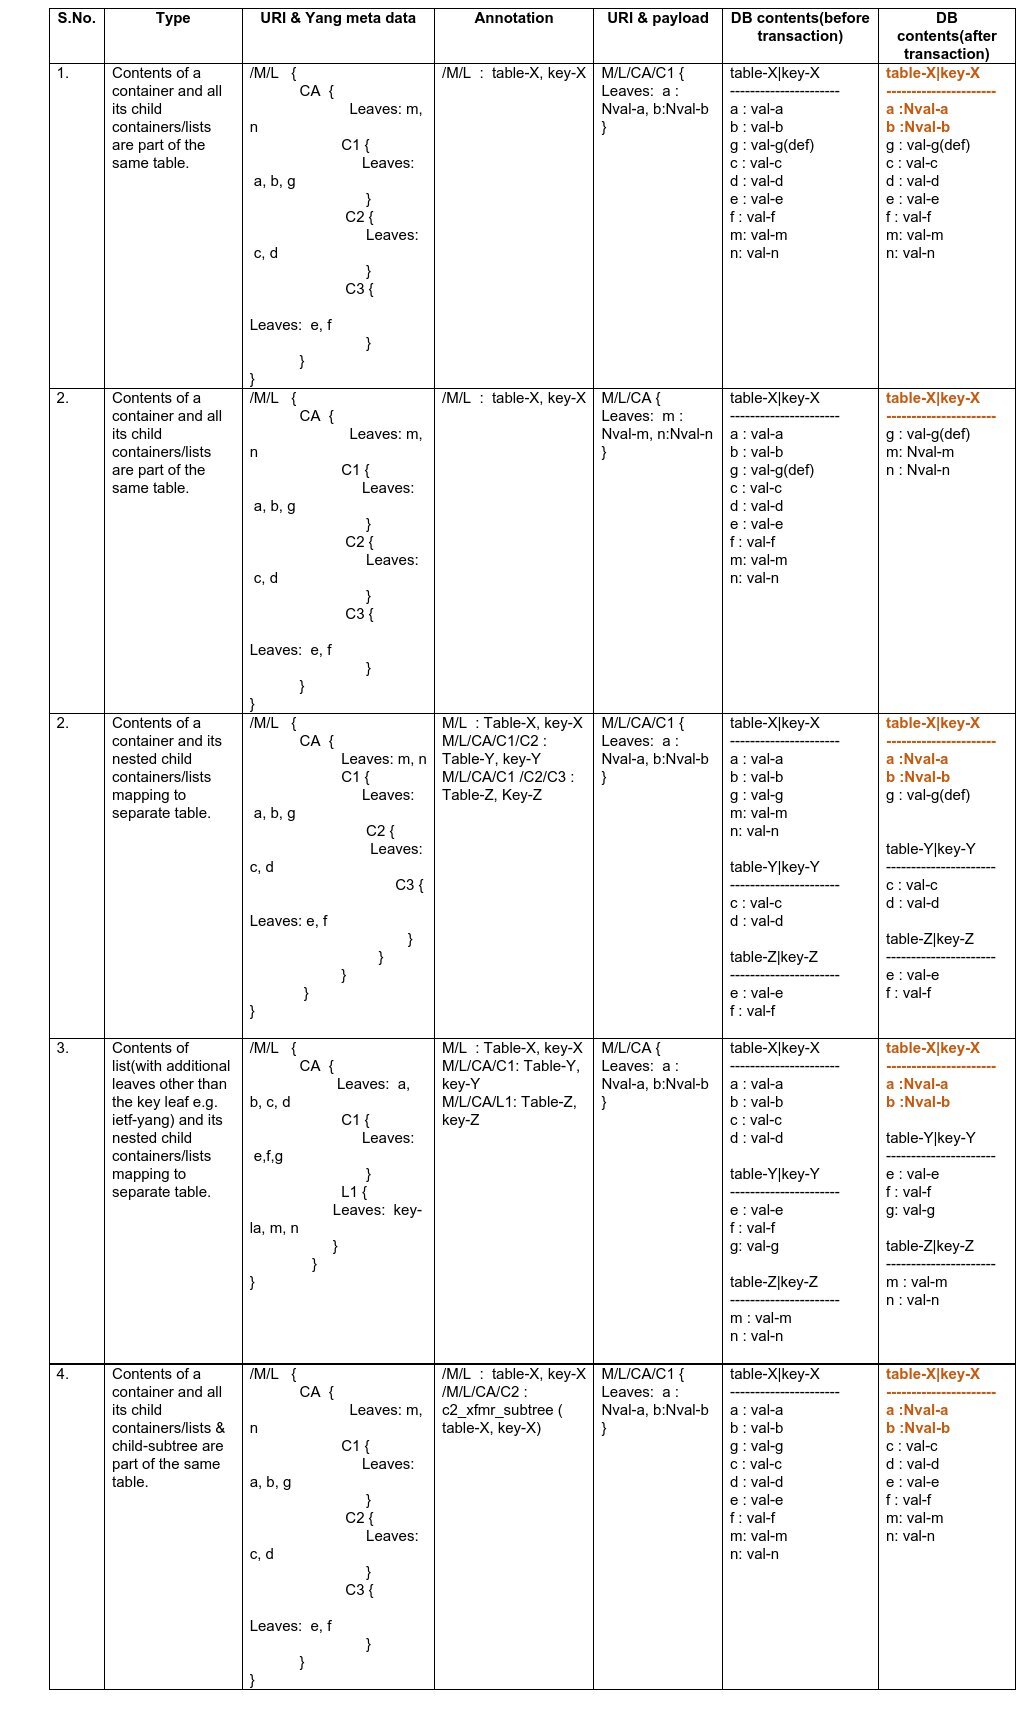 S.No. Type URI & Yang meta data Annotation URI & payload DB contents(before transaction) DB contents(after transaction)
1.
Contents of a
container and all
its child
containers/lists
are part of the
same table.
/M/L {
CA {
Leaves: m,
n
C1 {
Leaves:
a, b, g
}
C2 {
Leaves:
c, d
}
C3 {
Leaves: e, f
}
}
}
/M/L : table-X, key-X
M/L/CA/C1 {
Leaves: a :
Nval-a, b:Nval-b
}
table-X|key-X
----------------------
a : val-a
b : val-b
g : val-g(def)
c : val-c
d : val-d
e : val-e
f : val-f
m: val-m
n: val-n
table-X|key-X
----------------------
a :Nval-a
b :Nval-b
g : val-g(def)
c : val-c
d : val-d
e : val-e
f : val-f
m: val-m
n: val-n
2.
Contents of a
container and all
its child
containers/lists
are part of the
same table.
/M/L {
CA {
Leaves: m,
n
C1 {
Leaves:
a, b, g
}
C2 {
Leaves:
c, d
}
C3 {
Leaves: e, f
}
}
}
/M/L : table-X, key-X
M/L/CA {
Leaves: m :
Nval-m, n:Nval-n
}
table-X|key-X
----------------------
a : val-a
b : val-b
g : val-g(def)
c : val-c
d : val-d
e : val-e
f : val-f
m: val-m
n: val-n
table-X|key-X
----------------------
g : val-g(def)
m: Nval-m
n : Nval-n
2.
Contents of a
container and its
nested child
containers/lists
mapping to
separate table.
/M/L {
CA {
Leaves: m, n
C1 {
Leaves:
a, b, g
C2 {
Leaves:
c, d
C3 {
Leaves: e, f
}
}
}
}
}
M/L : Table-X, key-X
M/L/CA/C1/C2 :
Table-Y, key-Y
M/L/CA/C1 /C2/C3 :
Table-Z, Key-Z
M/L/CA/C1 {
Leaves: a :
Nval-a, b:Nval-b
}
table-X|key-X
----------------------
a : val-a
b : val-b
g : val-g
m: val-m
n: val-n
table-Y|key-Y
----------------------
c : val-c
d : val-d
table-Z|key-Z
----------------------
e : val-e
f : val-f
table-X|key-X
----------------------
a :Nval-a
b :Nval-b
g : val-g(def)
table-Y|key-Y
----------------------
c : val-c
d : val-d
table-Z|key-Z
----------------------
e : val-e
f : val-f
3.
Contents of
list(with additional
leaves other than
the key leaf e.g.
ietf-yang) and its
nested child
containers/lists
mapping to
separate table.
/M/L {
CA {
Leaves: a,
b, c, d
C1 {
Leaves:
e,f,g
}
L1 {
Leaves: key-
la, m, n
}
}
}
M/L : Table-X, key-X
M/L/CA/C1: Table-Y,
key-Y
M/L/CA/L1: Table-Z,
key-Z
M/L/CA {
Leaves: a :
Nval-a, b:Nval-b
}
table-X|key-X
----------------------
a : val-a
b : val-b
c : val-c
d : val-d
table-Y|key-Y
----------------------
e : val-e
f : val-f
g: val-g
table-Z|key-Z
----------------------
m : val-m
n : val-n
table-X|key-X
----------------------
a :Nval-a
b :Nval-b
table-Y|key-Y
----------------------
e : val-e
f : val-f
g: val-g
table-Z|key-Z
----------------------
m : val-m
n : val-n
4.
Contents of a
container and all
its child
containers/lists &
child-subtree are
part of the same
table.
/M/L {
CA {
Leaves: m,
n
C1 {
Leaves:
a, b, g
}
C2 {
Leaves:
c, d
}
C3 {
Leaves: e, f
}
}
}
/M/L : table-X, key-X
/M/L/CA/C2 :
c2_xfmr_subtree (
table-X, key-X)
M/L/CA/C1 {
Leaves: a :
Nval-a, b:Nval-b
}
table-X|key-X
----------------------
a : val-a
b : val-b
g : val-g
c : val-c
d : val-d
e : val-e
f : val-f
m: val-m
n: val-n
table-X|key-X
----------------------
a :Nval-a
b :Nval-b
c : val-c
d : val-d
e : val-e
f : val-f
m: val-m
n: val-n